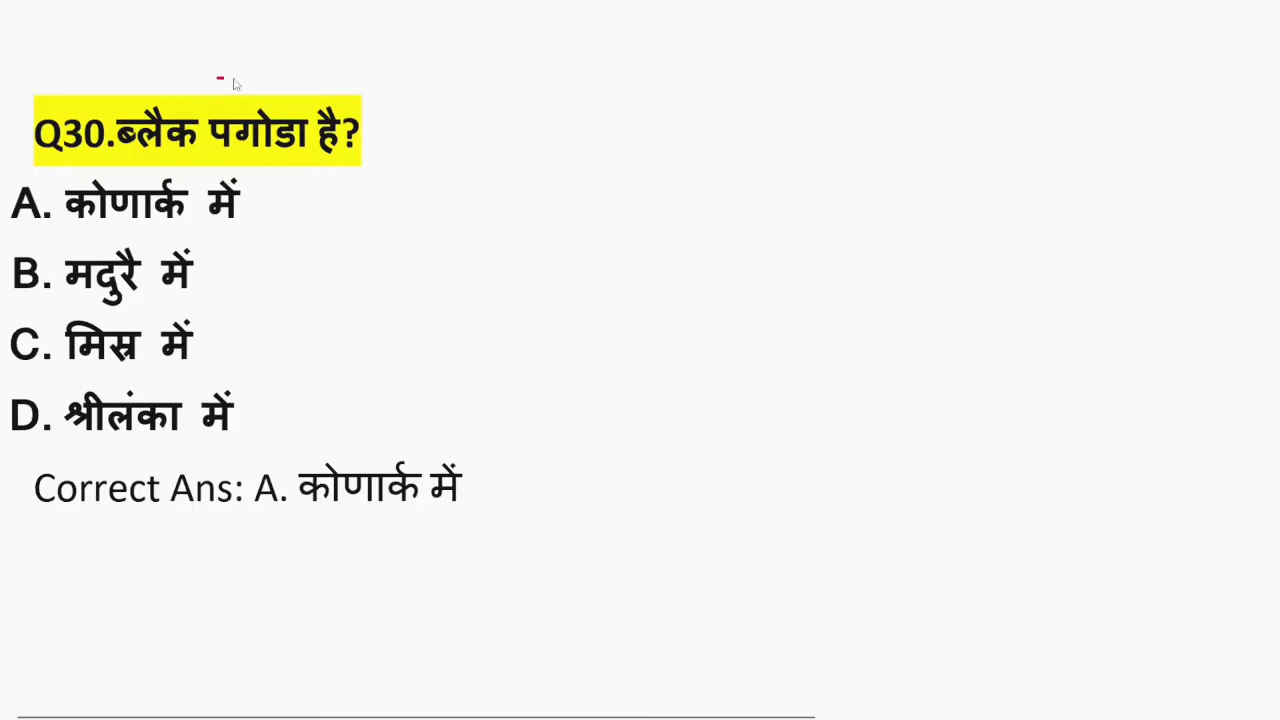 Q30.ब्लैक पगोडा है?
A. कोणार्क में
B. मदुरै में
C. मिस्र में
D. श्रीलंका में
Correct Ans: A. कोणार्क में